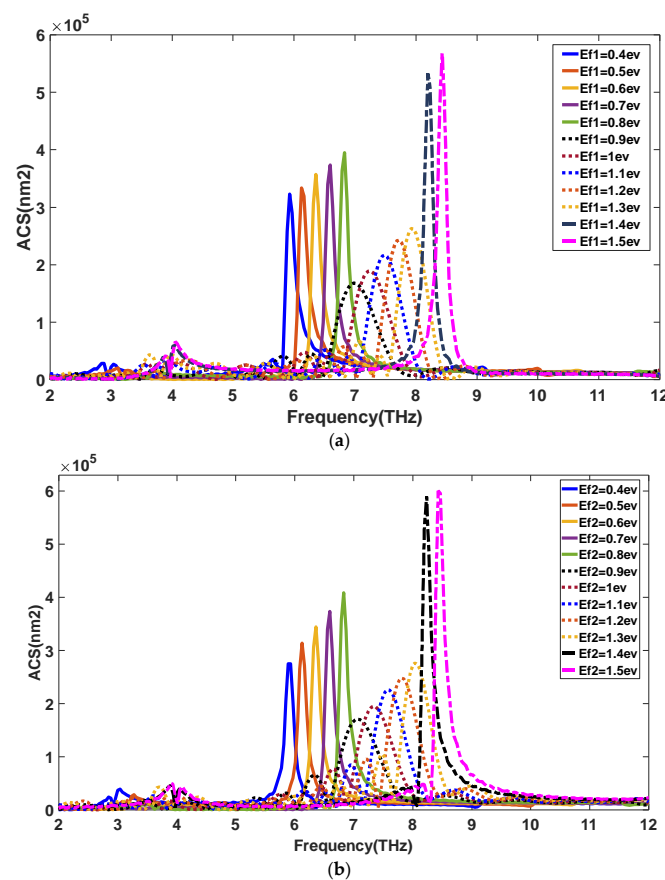 ×10⁵
6
5
4
3
2
1
0
ACS(nm2)
Ef1=0.4ev
Ef1=0.5ev
Ef1=0.6ev
Ef1=0.7ev
Ef1=0.8ev
Ef1=0.9ev
Ef1=1ev
Ef1=1.1ev
Ef1=1.2ev
Ef1=1.3ev
Ef1=1.4ev
Ef1=1.5ev
2 3 4 5 6 7 8 9 10 11 12
Frequency(THz)
(a)
×10⁵
6
5
4
3
2
1
0
ACS(nm2)
Ef2=0.4ev
Ef2=0.5ev
Ef2=0.6ev
Ef2=0.7ev
Ef2=0.8ev
Ef2=0.9ev
Ef2=1ev
Ef2=1.1ev
Ef2=1.2ev
Ef2=1.3ev
Ef2=1.4ev
Ef2=1.5ev
2 3 4 5 6 7 8 9 10 11 12
Frequency(THz)
(b)